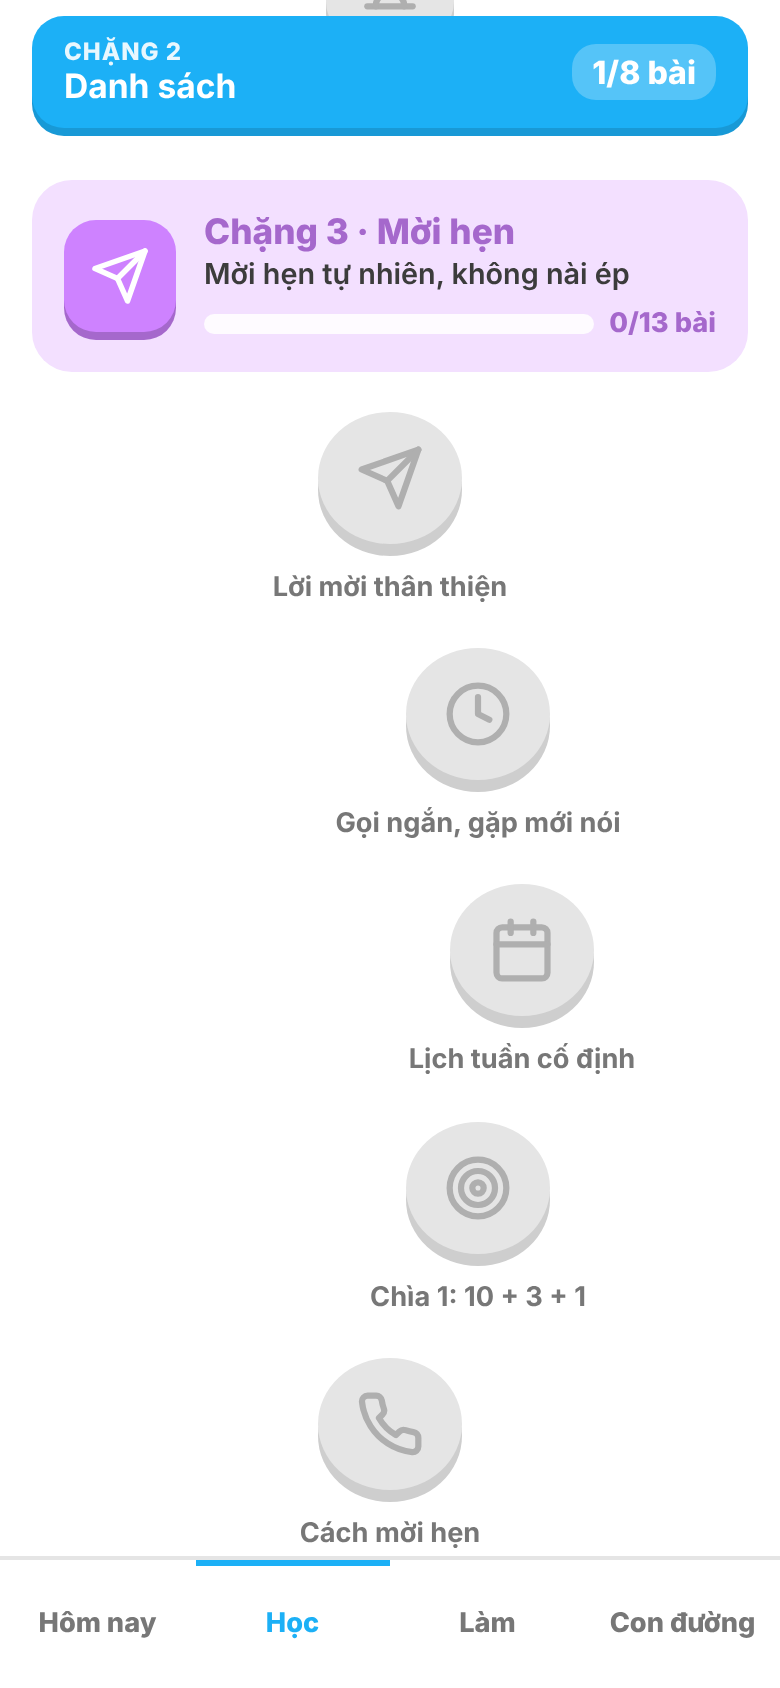 CHẶNG 2
Danh sách
1/8 bài
Chặng 3 · Mời hẹn
Mời hẹn tự nhiên, không nài ép
0/13 bài
Lời mời thân thiện
Gọi ngắn, gặp mới nói
Lịch tuần cố định
Chìa 1: 10 + 3 + 1
Cách mời hẹn
Hôm nay
Học
Làm
Con đường